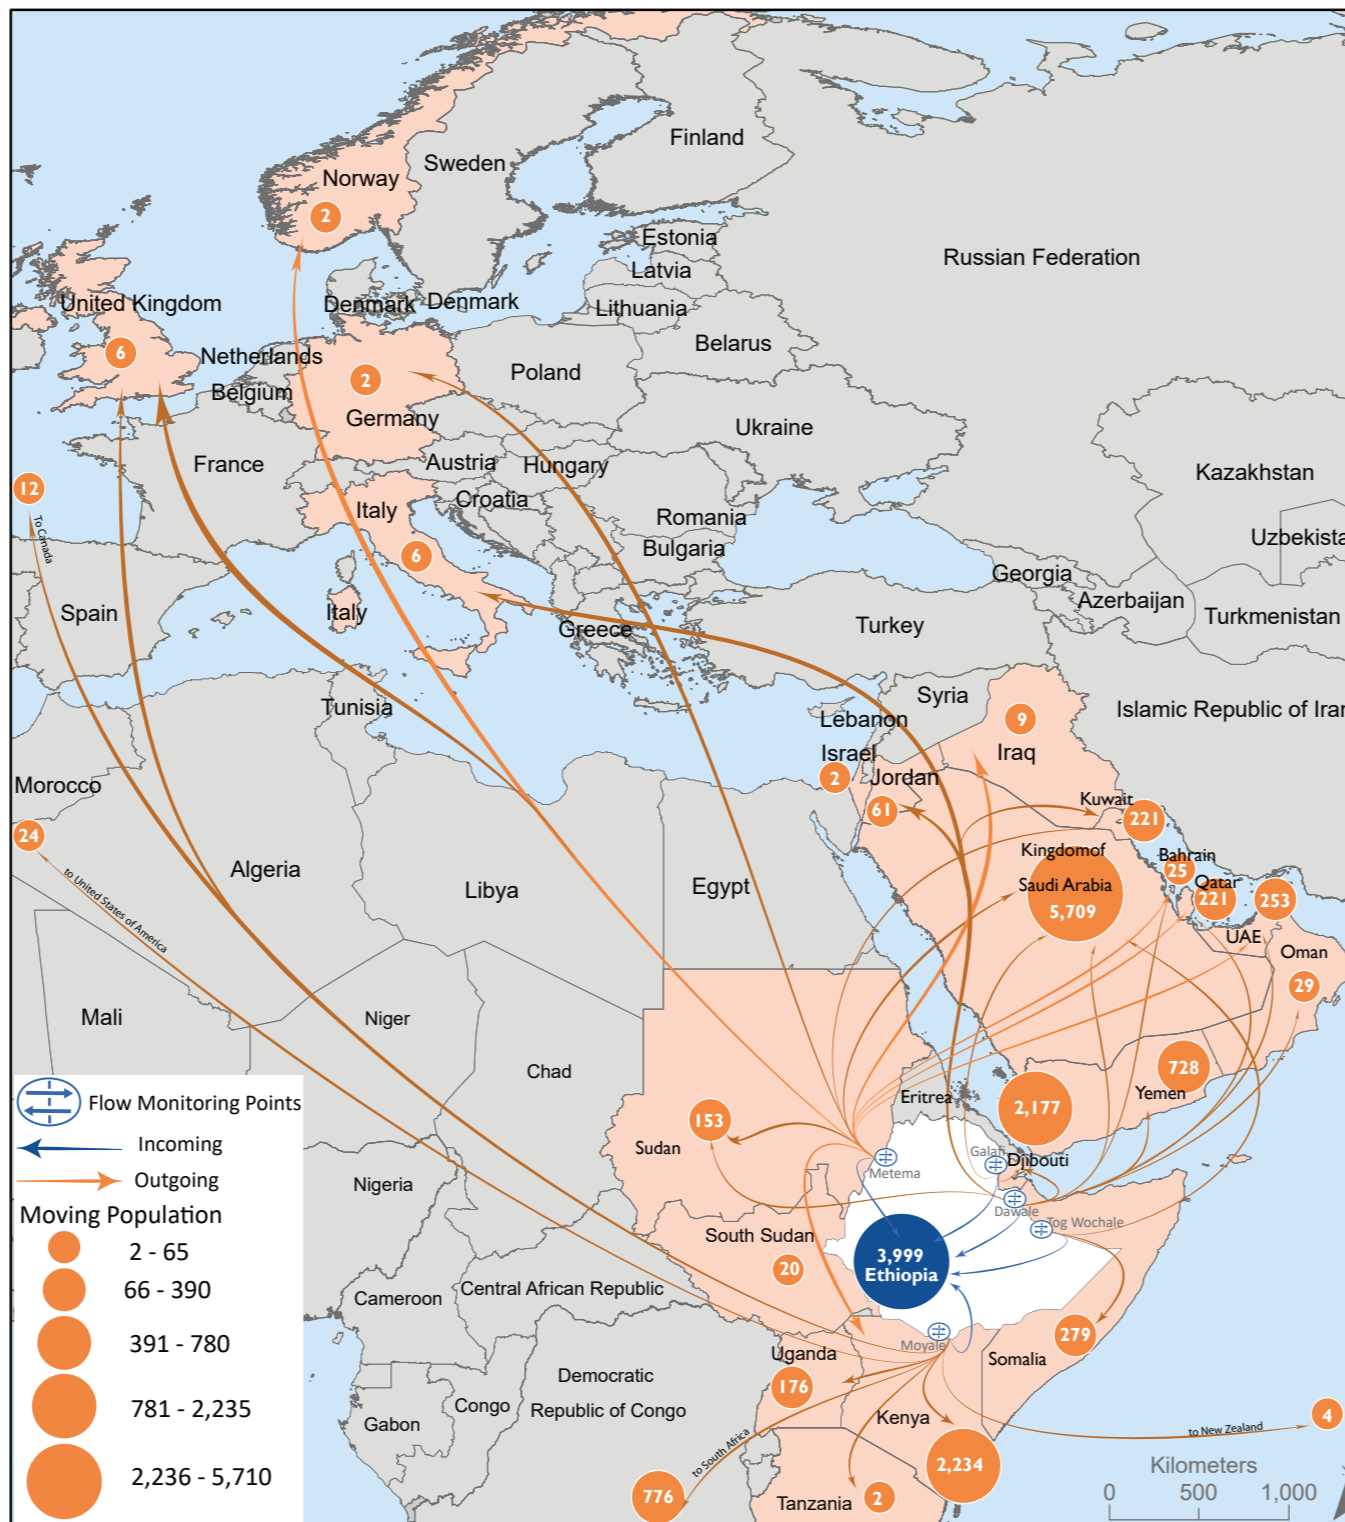 Finland
Sweden
Norway
2
Estonia
Russian Federation
Latvia
United Kingdom
Denmark
Denmark
Lithuania
6
Netherlands
Belarus
Belgium
2
Poland
Germany
Ukraine
France
Austria
Hungary
Kazakhstan
12
Croatia
Italy
To Canada
Romania
Uzbekista
6
Bulgaria
Georgia
Spain
Italy
Azerbaijan
Turkmenistan
Greece
Turkey
Syria
Tunisia
Lebanon
9
Islamic Republic of Iran
Israel
Iraq
Morocco
2
Jordan
61
Kuwait
221
24
Kingdomof
Bahrain
25
to United States of America
Algeria
Libya
Egypt
Saudi Arabia
5,709
Qatar
221
253
UAE
Oman
29
Mali
Niger
Chad
728
Yemen
Flow Monitoring Points
Eritrea
2,177
153
Incoming
Sudan
Galafi
Djibouti
Outgoing
Nigeria
Metema
Moving Population
Dawale
Tog Wochale
2 - 65
South Sudan
3,999
Ethiopia
66 - 390
20
Central African Republic
Cameroon
391 - 780
Moyale
279
Uganda
Somalia
Democratic
176
781 - 2,235
Republic of Congo
Congo
Gabon
Kenya
4
to New Zealand
to South Africa
2,236 - 5,710
2,234
Kilometers
776
Tanzania
2
0 500 1,000